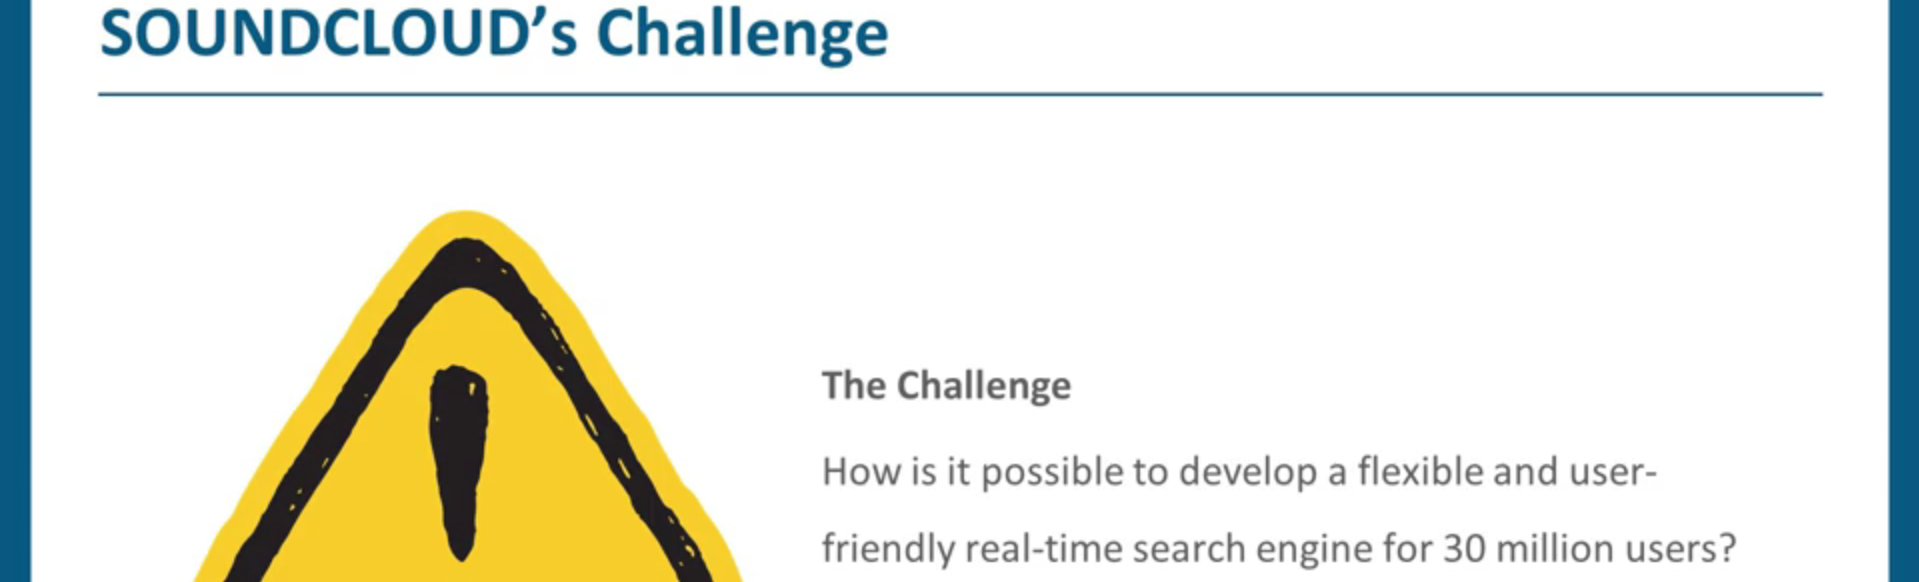 SOUNDCLOUD’s Challenge
The Challenge
How is it possible to develop a flexible and user-
friendly real-time search engine for 30 million users?